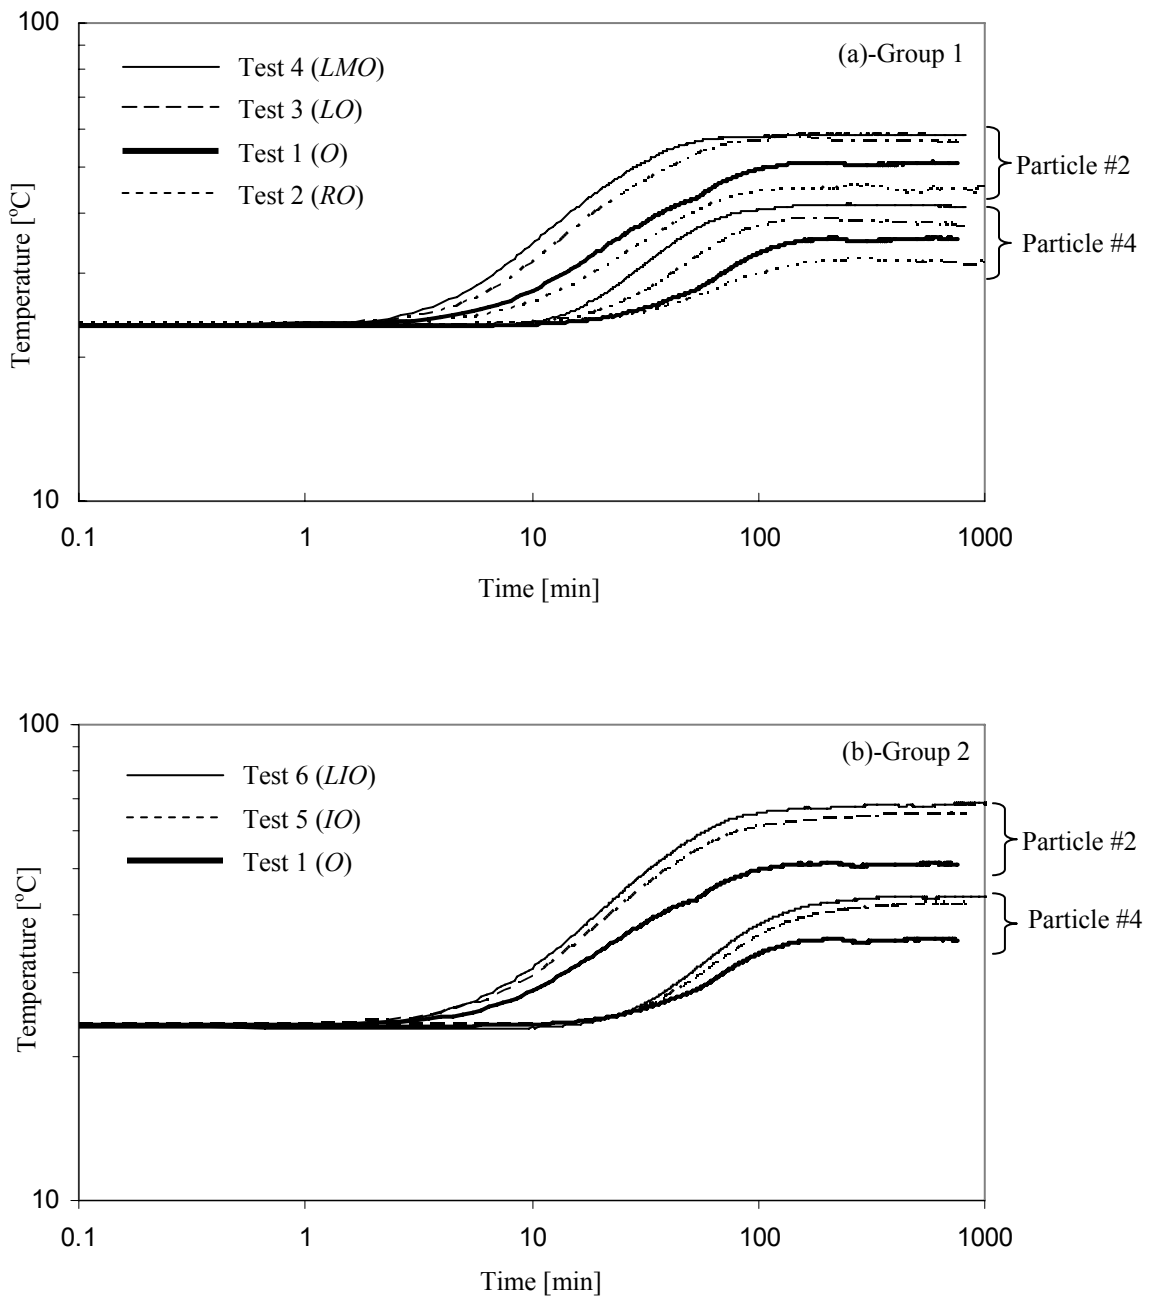 100
(a)-Group 1
Test 4 (LMO)
Test 3 (LO)
Test 1 (O)
Test 2 (RO)
Particle #2
Particle #4
Temperature [°C]
10
0.1 1 10 100 1000
Time [min]
100
(b)-Group 2
Test 6 (LIO)
Test 5 (IO)
Test 1 (O)
Particle #2
Particle #4
Temperature [°C]
10
0.1 1 10 100 1000
Time [min]